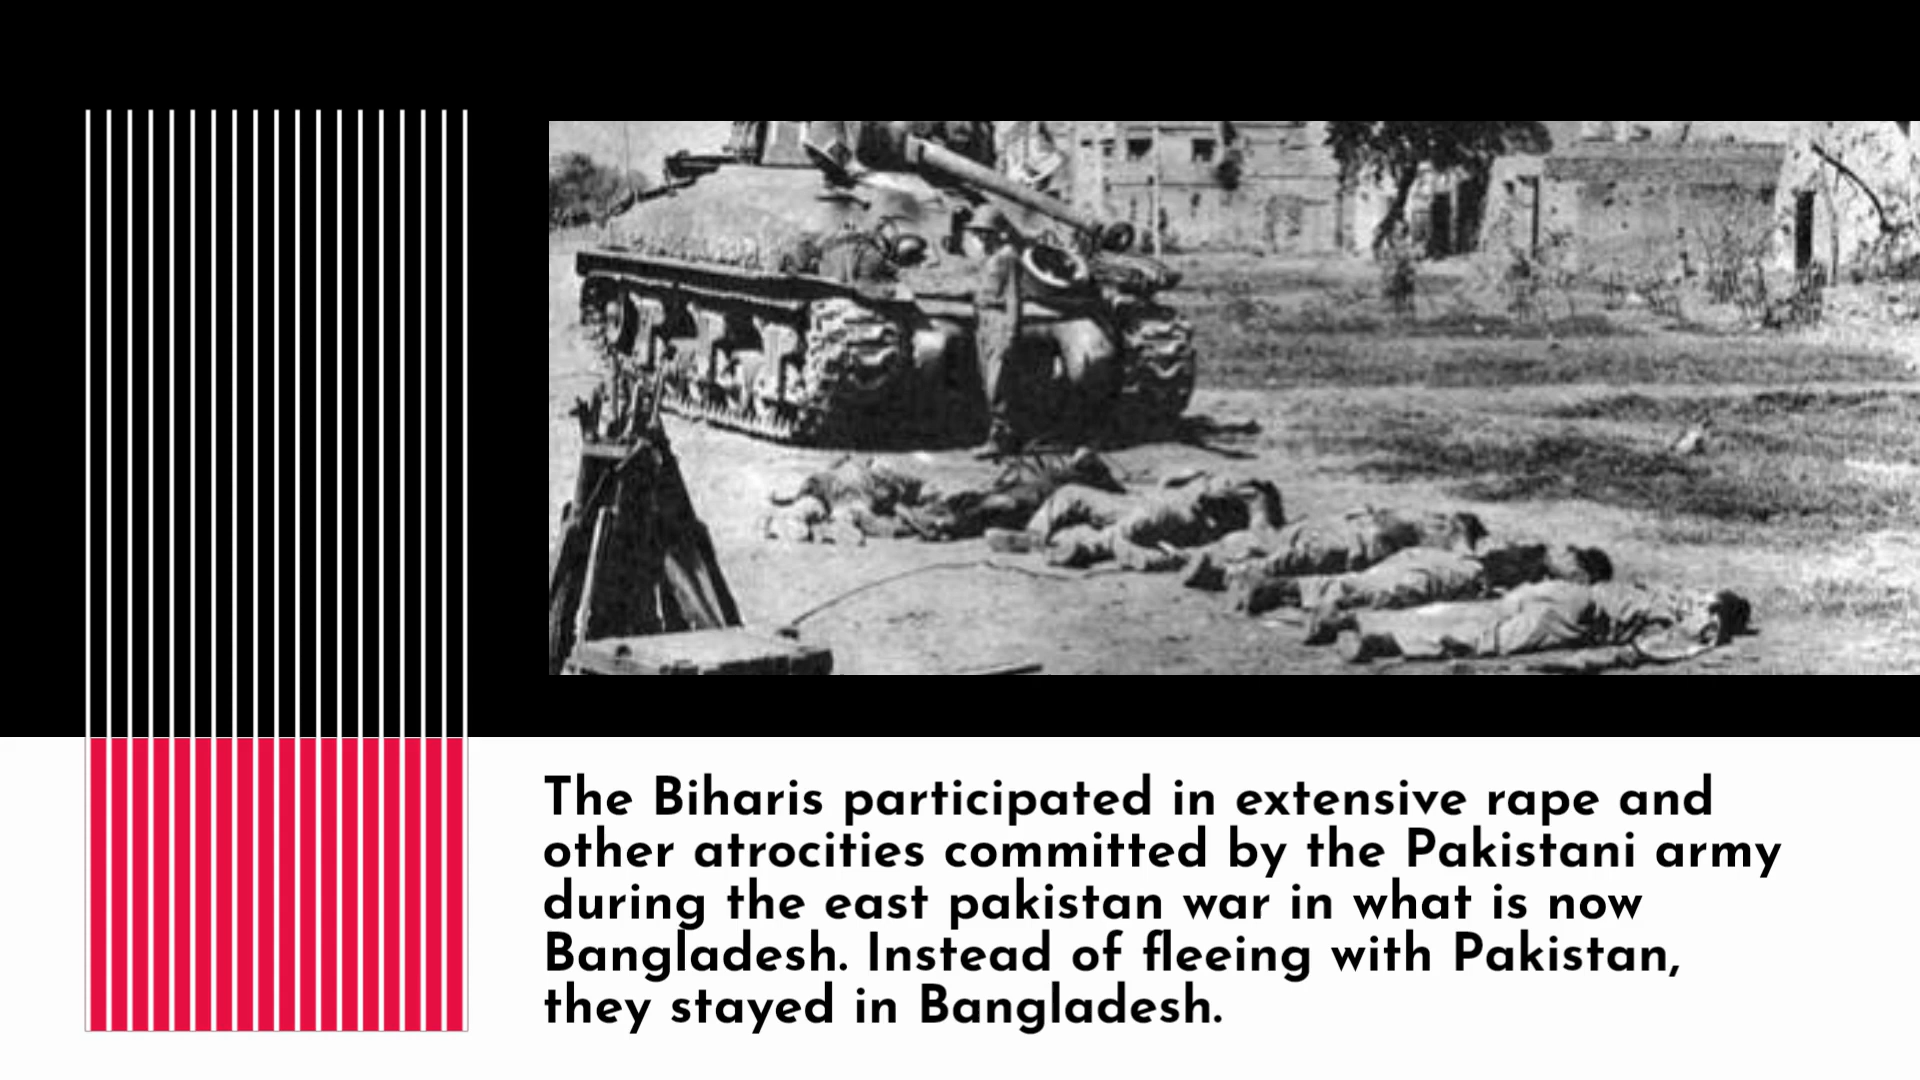 The Biharis participated in extensive rape and
other atrocities committed by the Pakistani army
during the east pakistan war in what is now
Bangladesh. Instead of fleeing with Pakistan,
they stayed in Bangladesh.